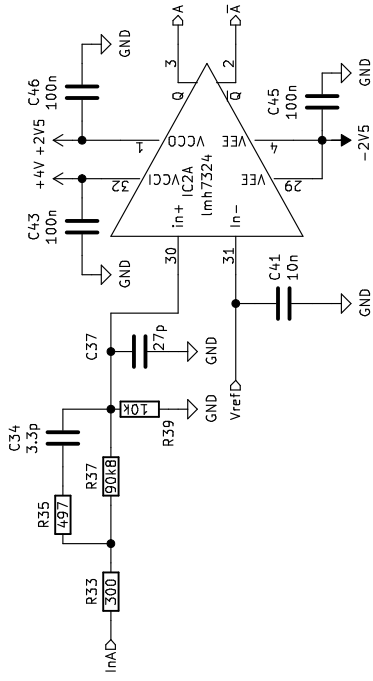 C46
100n
GND
+4V
+2V5
C43
100n
GND
32
1
VCCI
VCCO
3
Q
A
2
Q
A
IC2A
lmh7324
in+
In-
30
31
VEE
VEE
29
4
C45
100n
GND
-2V5
C41
10n
GND
Vref
C37
27p
GND
C34
3.3p
R35
497
R37
90k8
10k
R39
GND
R33
300
InA